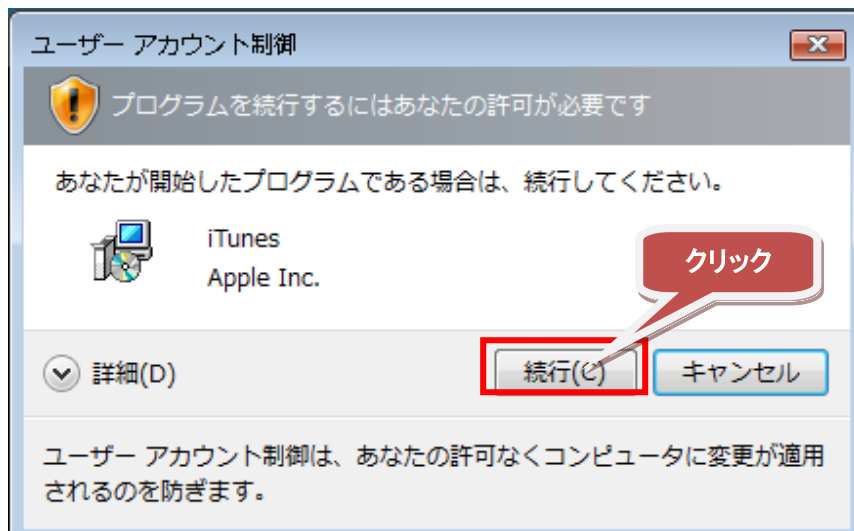 ユーザー アカウント制御
プログラムを続行するにはあなたの許可が必要です
あなたが開始したプログラムである場合は、続行してください。
iTunes
Apple Inc.
クリック
詳細(D)
続行(C)
キャンセル
ユーザー アカウント制御は、あなたの許可なくコンピュータに変更が適用
されるのを防ぎます。